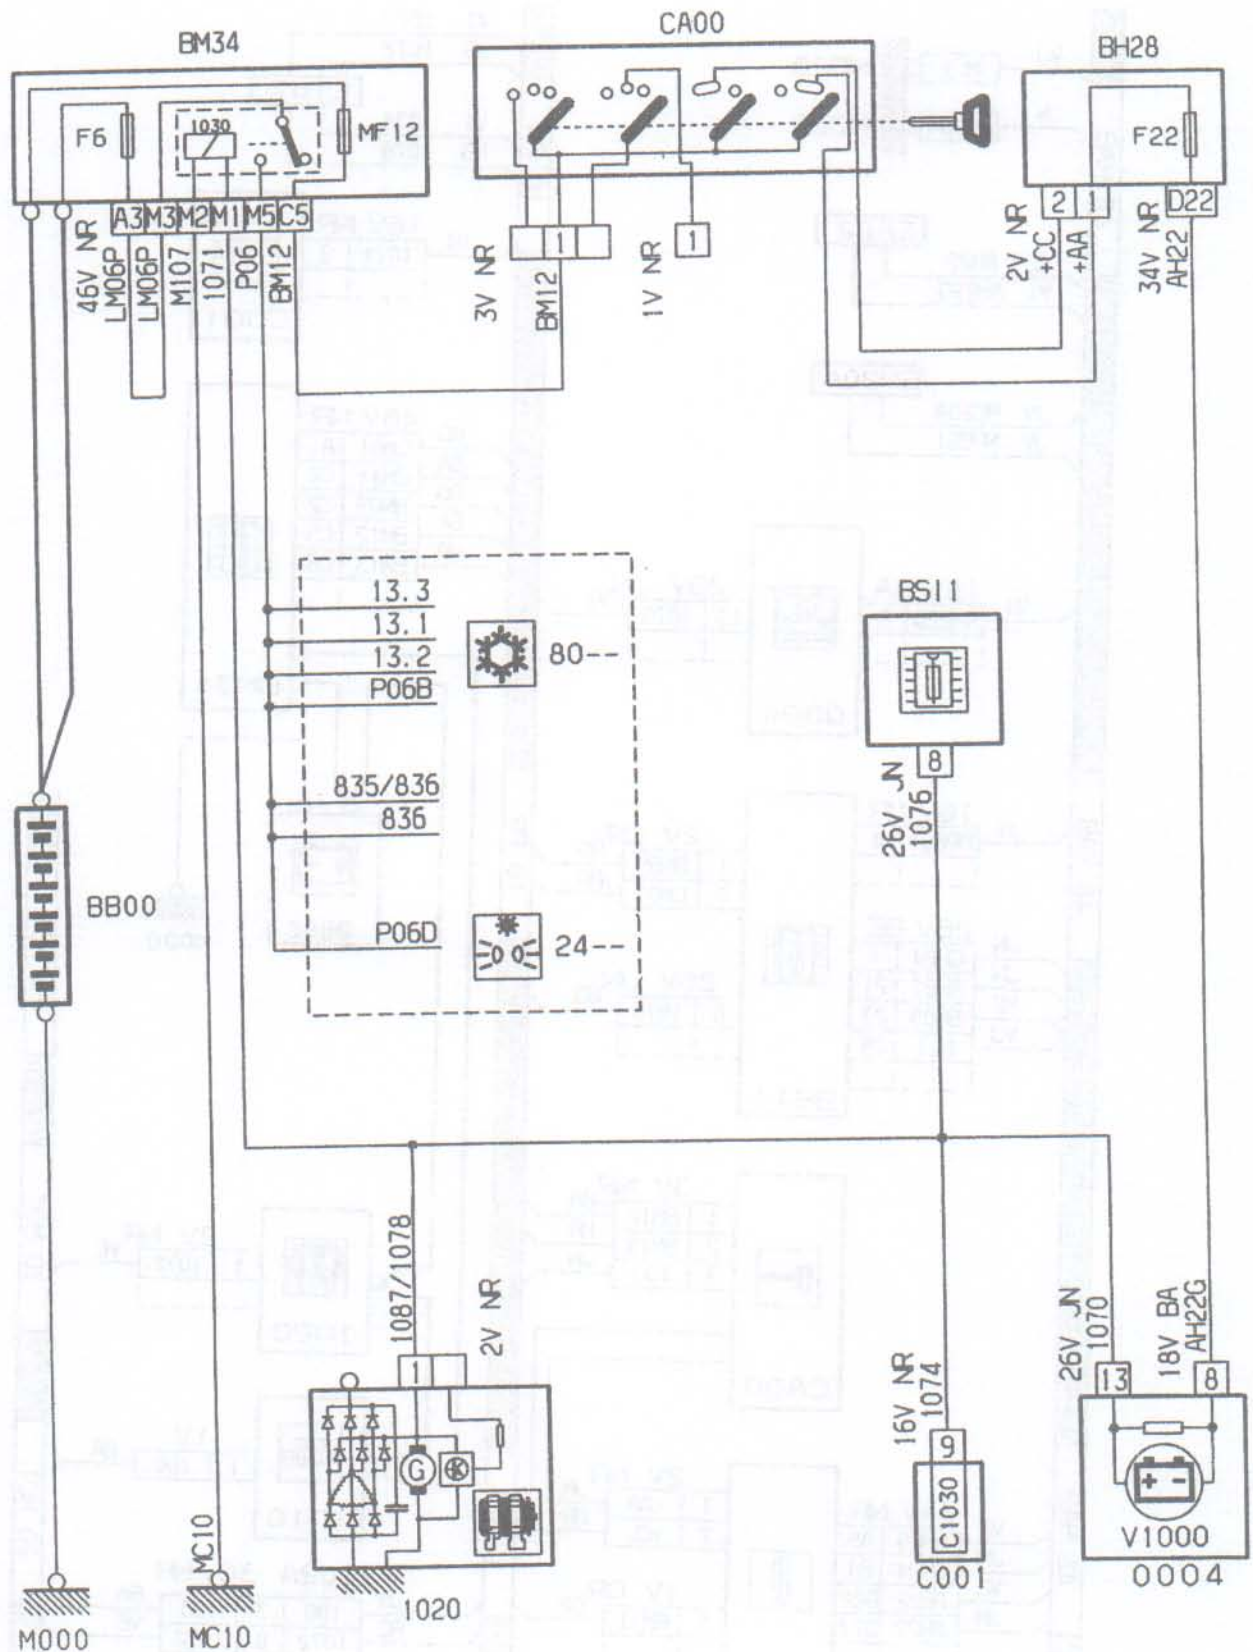 BM34
CA00
BH28
F6
1030
MF12
F22
A3 M3 M2 M1 M5 C5
2 1
D22
46V NR
LM06P
LM06P
M107
1071
P06
BM12
3V NR
1
BM12
1V NR
1
2V NR
+CC
+AA
34V NR
AH22
13.3
13.1
13.2
P06B
80--
835/836
836
P06D
24--
BSI1
8
26V JN
1076
BB00
1087/1078
2V NR
1
G
1020
16V NR
1074
9
C1030
C001
26V JN
1070
13
18V BA
AH22G
8
+ -
V1000
0004
MC10
M000
MC10